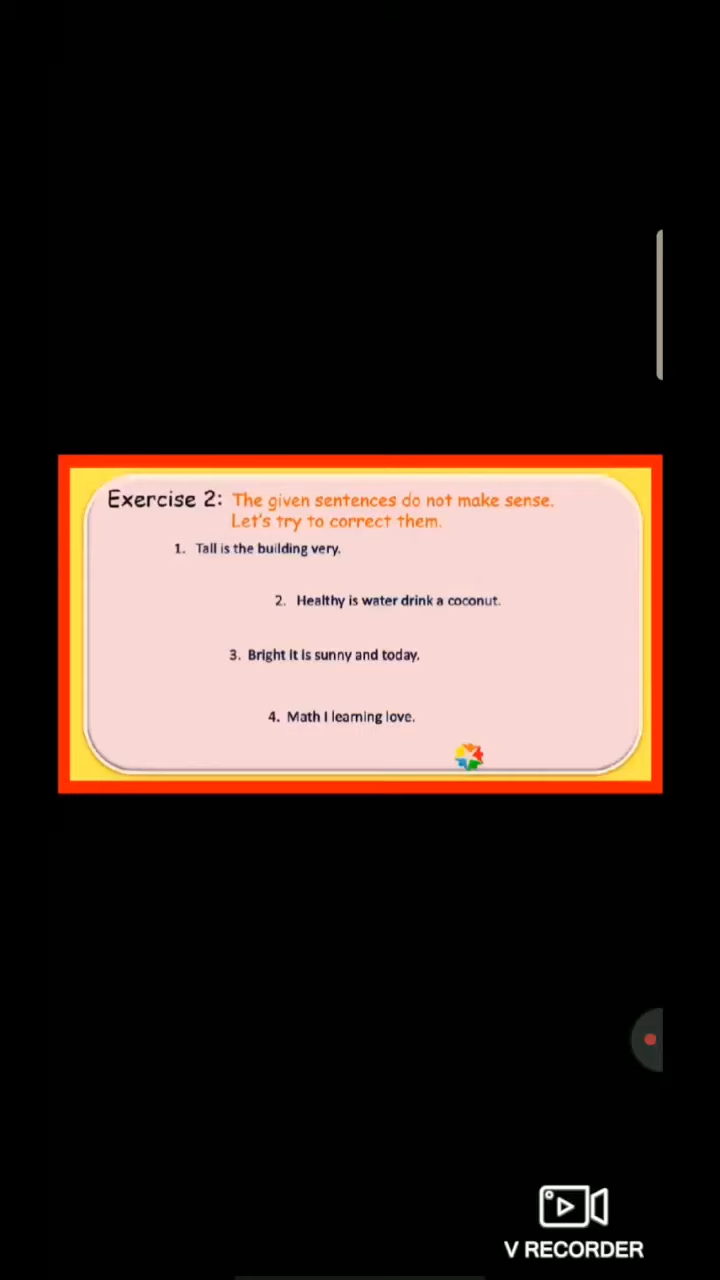 Exercise 2: The given sentences do not make sense.
Let's try to correct them.
1. Tall is the building very.
2. Healthy is water drink a coconut.
3. Bright it is sunny and today.
4. Math I learning love.
V RECORDER